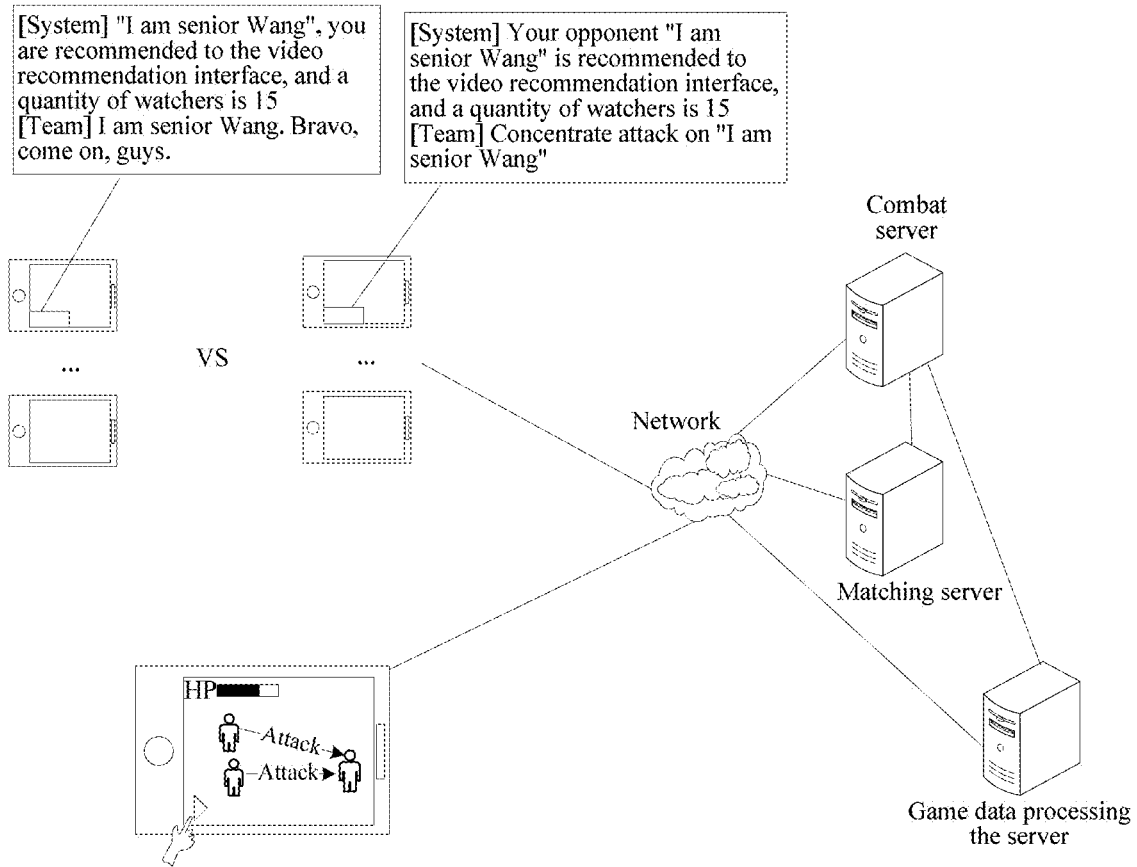 [System] "I am senior Wang", you
are recommended to the video
recommendation interface, and a
quantity of watchers is 15
[Team] I am senior Wang. Bravo,
come on, guys.
[System] Your opponent "I am
senior Wang" is recommended to
the video recommendation interface,
and a quantity of watchers is 15
[Team] Concentrate attack on "I am
senior Wang"
Combat
server
...
VS
...
Network
Matching server
HP
Attack
Attack
Game data processing
the server